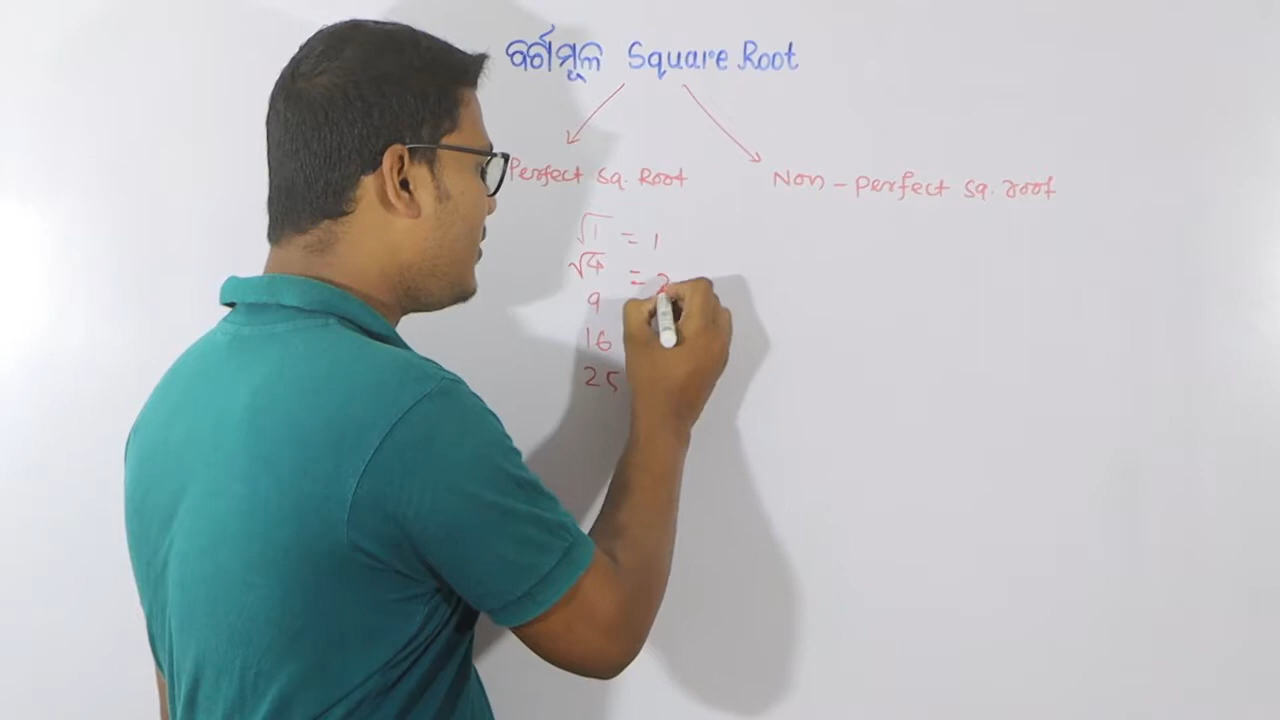 ବର୍ଗମୂଳ Square Root
Perfect sq. Root
Non - perfect sq. root
√1 = 1
√4 = 2
9
16
25